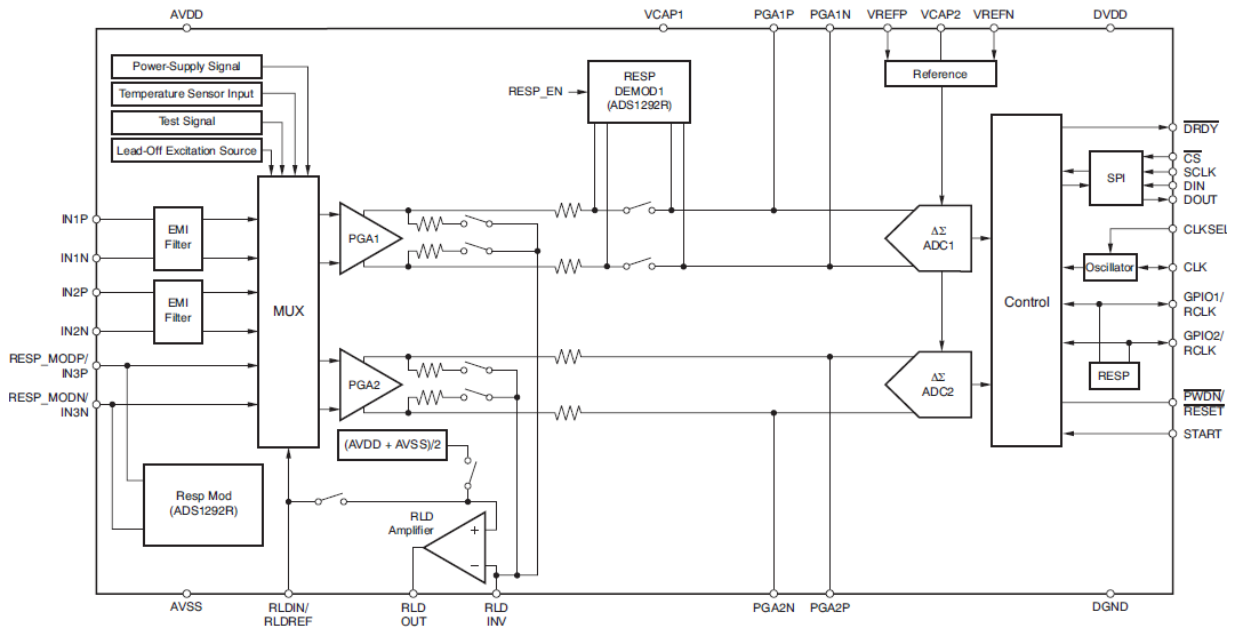 AVDD
VCAP1
PGA1P
PGA1N
VREFP
VCAP2
VREFN
DVDD
Power-Supply Signal
Temperature Sensor Input
Test Signal
Lead-Off Excitation Source
RESP_EN
RESP
DEMOD1
(ADS1292R)
Reference
DRDY
CS
SCLK
DIN
DOUT
SPI
CLKSEL
Oscillator
CLK
GPIO1/
RCLK
GPIO2/
RCLK
RESP
PWDN/
RESET
START
Control
IN1P
IN1N
EMI
Filter
IN2P
IN2N
EMI
Filter
RESP_MODP/
IN3P
RESP_MODN/
IN3N
MUX
PGA1
PGA2
ΔΣ
ADC1
ΔΣ
ADC2
(AVDD + AVSS)/2
Resp Mod
(ADS1292R)
RLD
Amplifier
+
−
AVSS
RLDIN/
RLDREF
RLD
OUT
RLD
INV
PGA2N
PGA2P
DGND